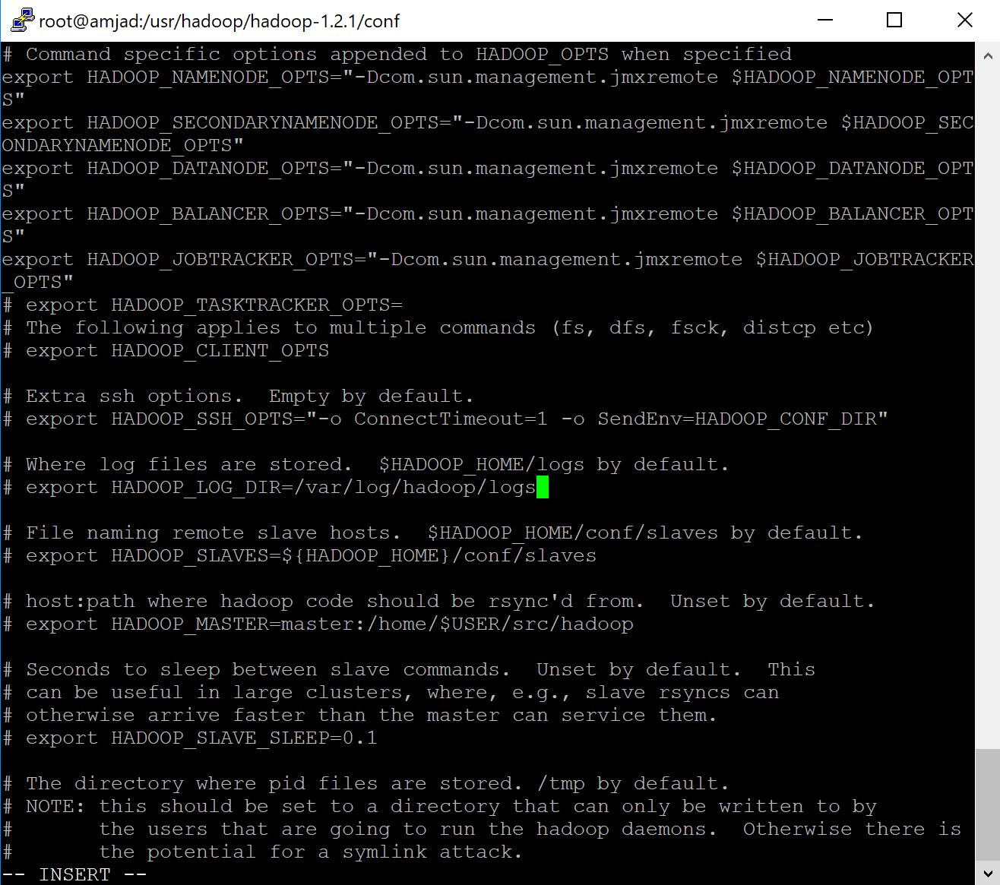 root@amjad:/usr/hadoop/hadoop-1.2.1/conf
# Command specific options appended to HADOOP_OPTS when specified
export HADOOP_NAMENODE_OPTS="-Dcom.sun.management.jmxremote $HADOOP_NAMENODE_OPT
S"
export HADOOP_SECONDARYNAMENODE_OPTS="-Dcom.sun.management.jmxremote $HADOOP_SEC
ONDARYNAMENODE_OPTS"
export HADOOP_DATANODE_OPTS="-Dcom.sun.management.jmxremote $HADOOP_DATANODE_OPT
S"
export HADOOP_BALANCER_OPTS="-Dcom.sun.management.jmxremote $HADOOP_BALANCER_OPT
S"
export HADOOP_JOBTRACKER_OPTS="-Dcom.sun.management.jmxremote $HADOOP_JOBTRACKER
_OPTS"
# export HADOOP_TASKTRACKER_OPTS=
# The following applies to multiple commands (fs, dfs, fsck, distcp etc)
# export HADOOP_CLIENT_OPTS

# Extra ssh options.  Empty by default.
# export HADOOP_SSH_OPTS="-o ConnectTimeout=1 -o SendEnv=HADOOP_CONF_DIR"

# Where log files are stored.  $HADOOP_HOME/logs by default.
# export HADOOP_LOG_DIR=/var/log/hadoop/logs

# File naming remote slave hosts.  $HADOOP_HOME/conf/slaves by default.
# export HADOOP_SLAVES=${HADOOP_HOME}/conf/slaves

# host:path where hadoop code should be rsync'd from.  Unset by default.
# export HADOOP_MASTER=master:/home/$USER/src/hadoop

# Seconds to sleep between slave commands.  Unset by default.  This
# can be useful in large clusters, where, e.g., slave rsyncs can
# otherwise arrive faster than the master can service them.
# export HADOOP_SLAVE_SLEEP=0.1

# The directory where pid files are stored. /tmp by default.
# NOTE: this should be set to a directory that can only be written to by
#       the users that are going to run the hadoop daemons.  Otherwise there is
#       the potential for a symlink attack.
-- INSERT --